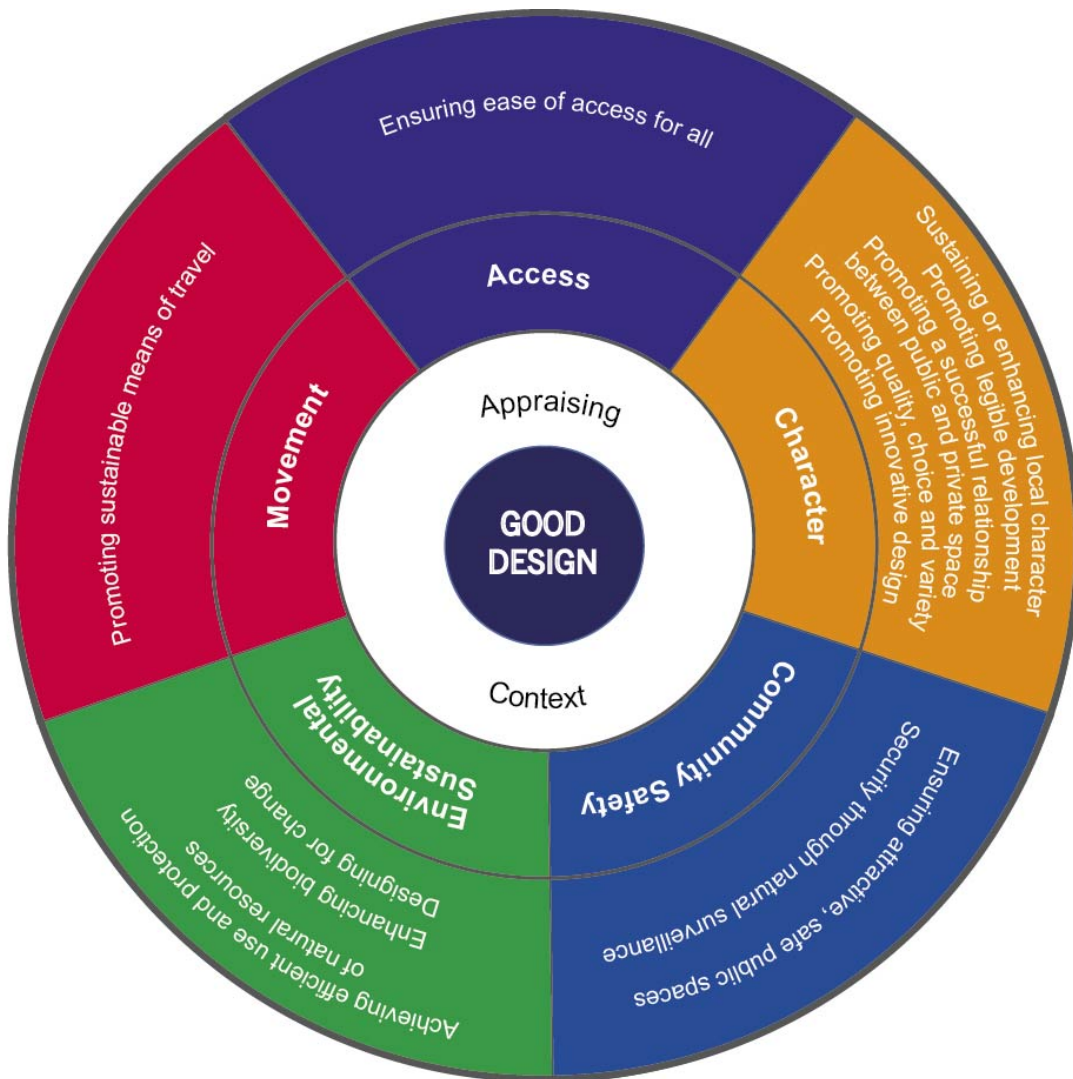 Ensuring ease of access for all
Access
Sustaining or enhancing local character
Promoting legible development
Promoting a successful relationship
between public and private space
Promoting quality, choice and variety
Promoting innovative design
Character
Ensuring attractive, safe public spaces
Security through natural surveillance
Community Safety
Achieving efficient use and protection
of natural resources
Enhancing biodiversity
Designing for change
Environmental
Sustainability
Promoting sustainable means of travel
Movement
Appraising
GOOD
DESIGN
Context